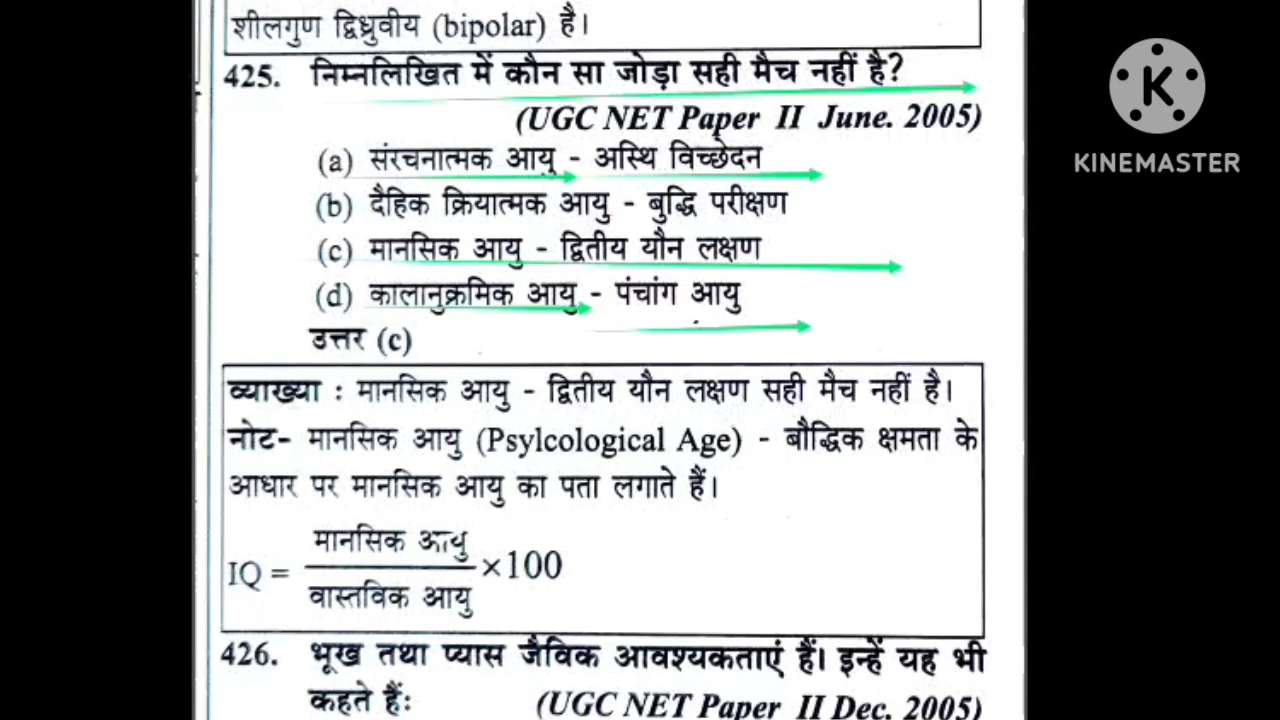 शीलगुण द्विध्रुवीय (bipolar) है।
425. निम्नलिखित में कौन सा जोड़ा सही मैच नहीं है?
(UGC NET Paper II June. 2005)
(a) संरचनात्मक आयु - अस्थि विच्छेदन
(b) दैहिक क्रियात्मक आयु - बुद्धि परीक्षण
(c) मानसिक आयु - द्वितीय यौन लक्षण
(d) कालानुक्रमिक आयु - पंचांग आयु
उत्तर (c)
व्याख्या : मानसिक आयु - द्वितीय यौन लक्षण सही मैच नहीं है।
नोट- मानसिक आयु (Psylcological Age) - बौद्धिक क्षमता के
आधार पर मानसिक आयु का पता लगाते हैं।
IQ = मानसिक आयु / वास्तविक आयु ×100
426. भूख तथा प्यास जैविक आवश्यकताएं हैं। इन्हें यह भी
कहते हैं: (UGC NET Paper II Dec. 2005)
K
KINEMASTER